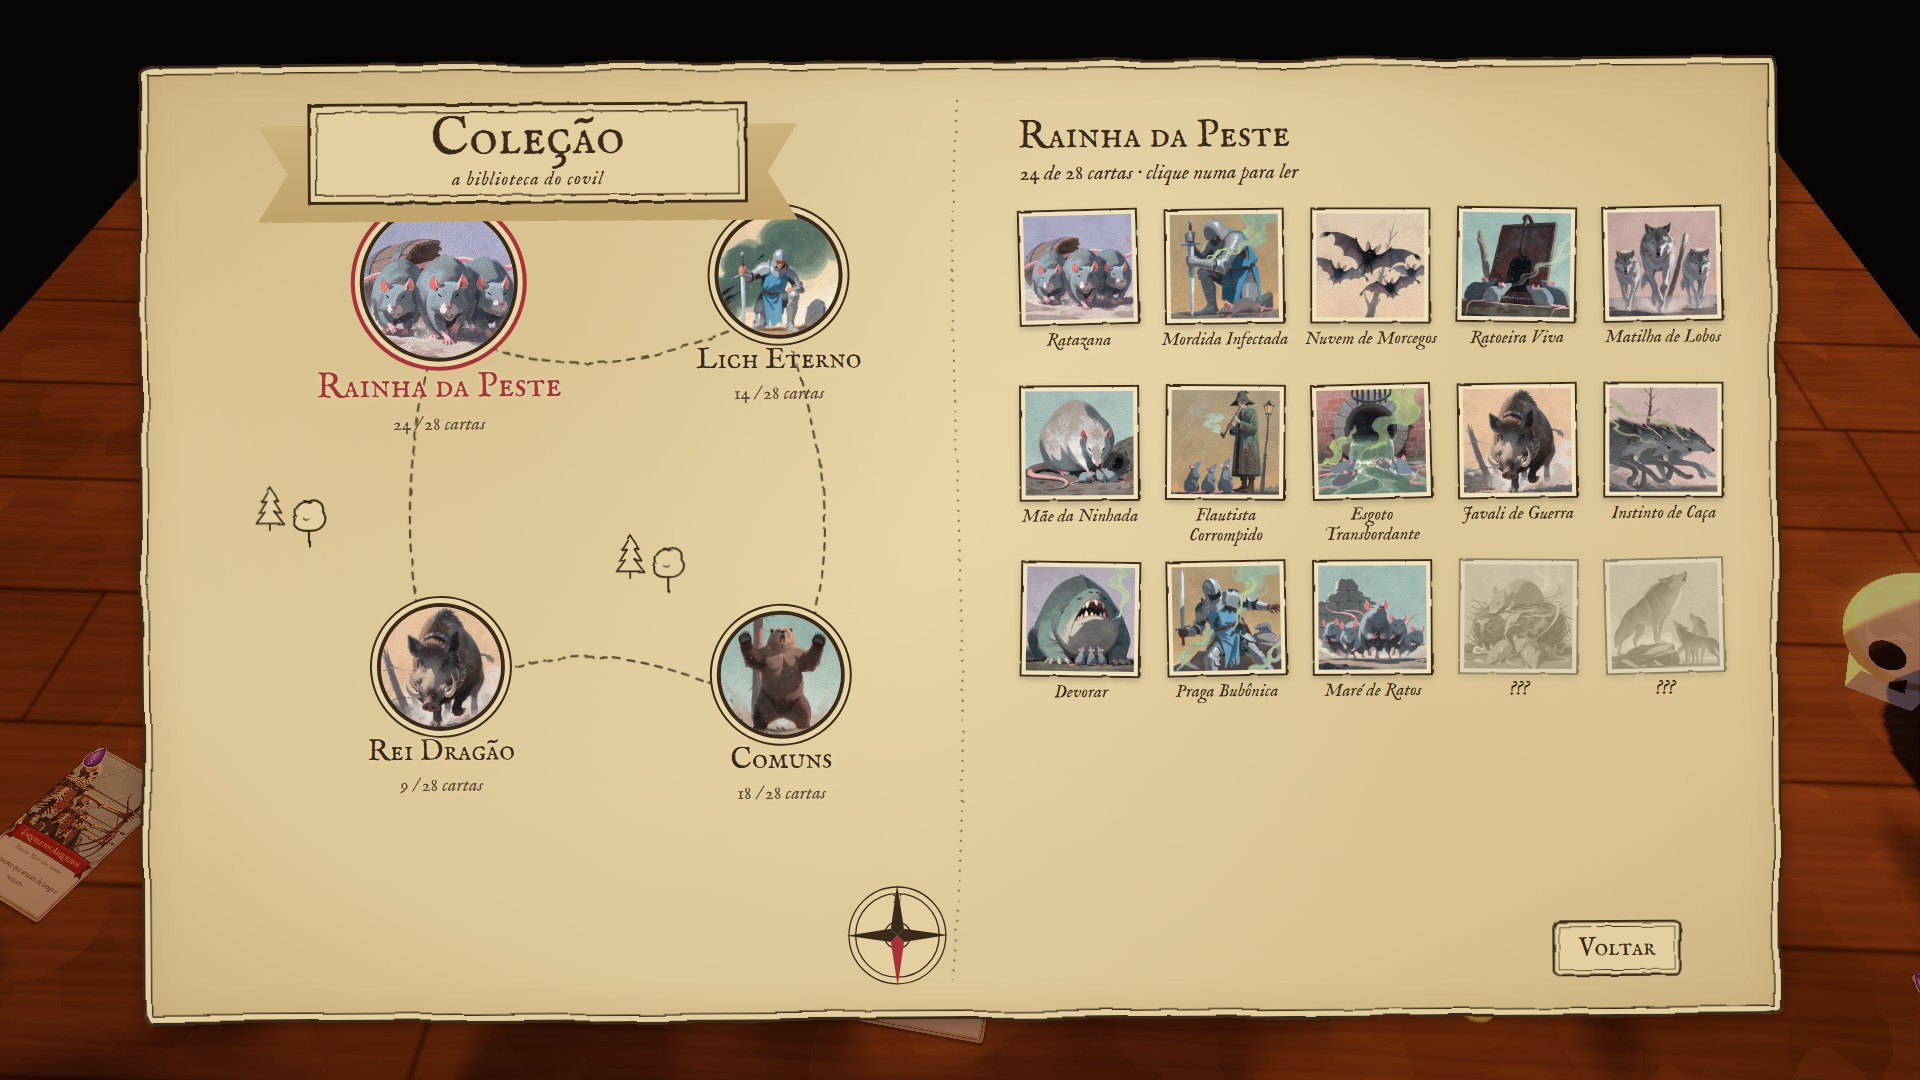 Coleção
a biblioteca do covil
Rainha da Peste
24/28 cartas
Lich Eterno
14/28 cartas
Rei Dragão
9/28 cartas
Comuns
18/28 cartas
Rainha da Peste
24 de 28 cartas · clique numa para ler
Ratazana
Mordida Infectada
Nuvem de Morcegos
Ratoeira Viva
Matilha de Lobos
Mãe da Ninhada
Flautista
Corrompido
Esgoto
Transbordante
Javali de Guerra
Instinto de Caça
Devorar
Praga Bubônica
Maré de Ratos
???
???
Voltar